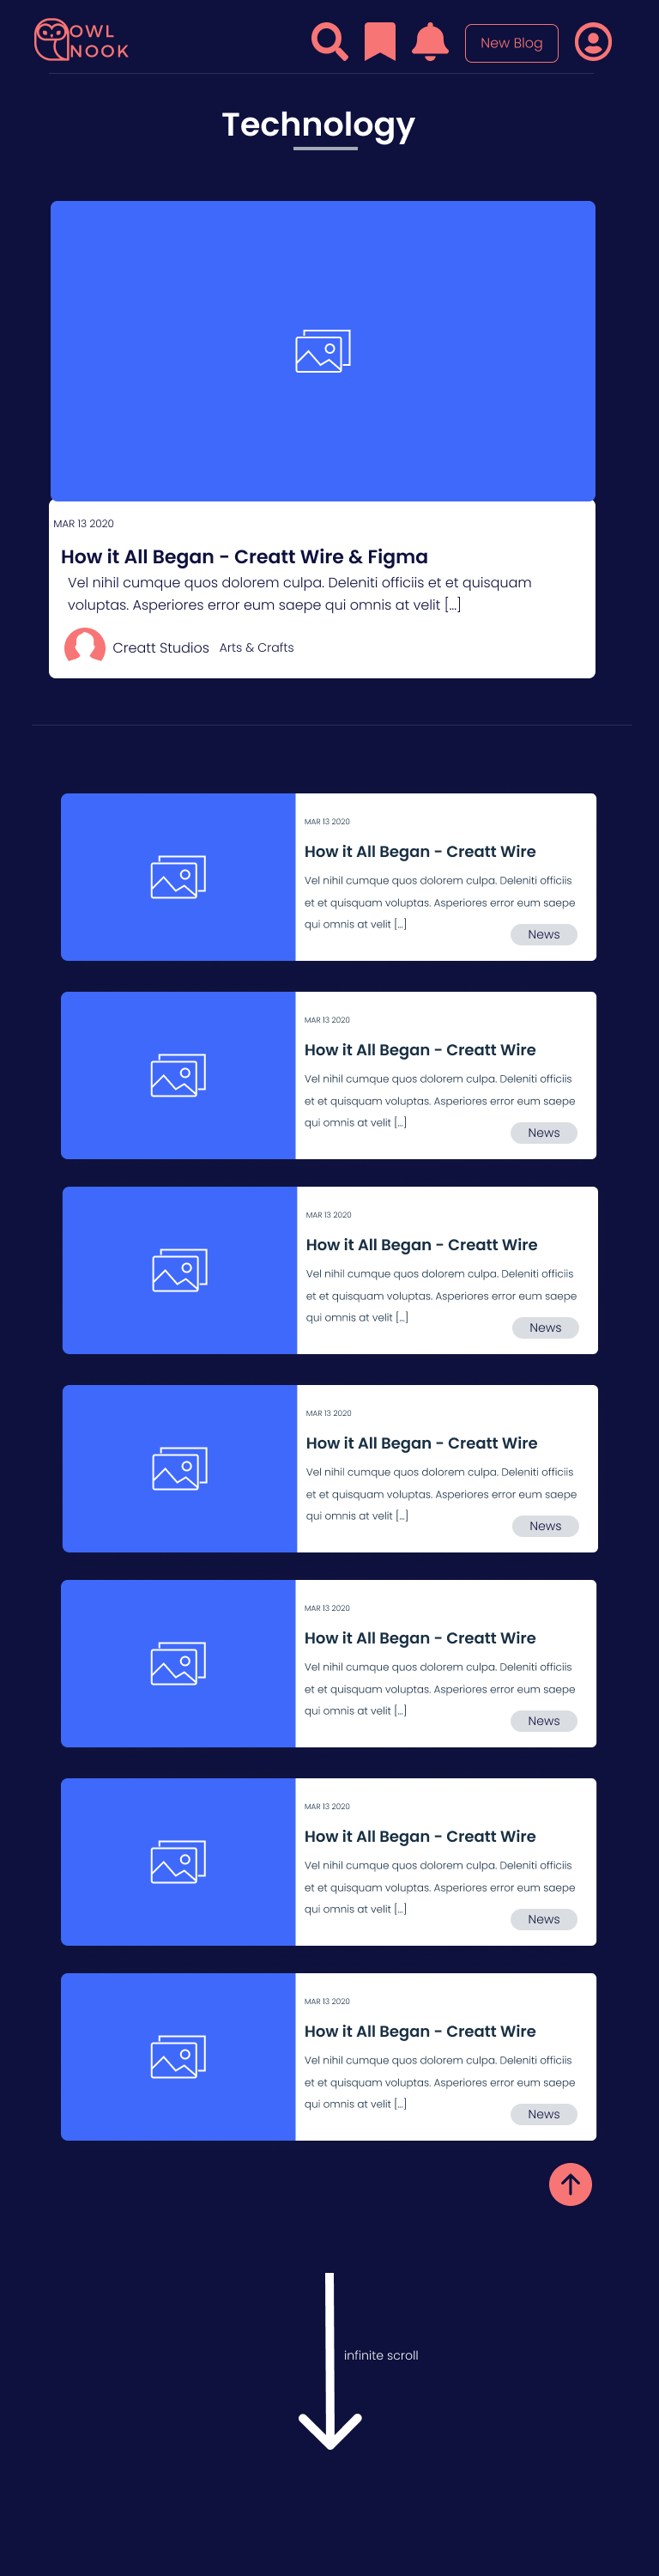 OWL
NOOK
New Blog
Technology
MAR 13 2020
How it All Began - Creatt Wire & Figma
Vel nihil cumque quos dolorem culpa. Deleniti officiis et et quisquam
voluptas. Asperiores error eum saepe qui omnis at velit [...]
Creatt Studios Arts & Crafts
MAR 13 2020
How it All Began - Creatt Wire
Vel nihil cumque quos dolorem culpa. Deleniti officiis
et et quisquam voluptas. Asperiores error eum saepe
qui omnis at velit [...]
News
MAR 13 2020
How it All Began - Creatt Wire
Vel nihil cumque quos dolorem culpa. Deleniti officiis
et et quisquam voluptas. Asperiores error eum saepe
qui omnis at velit [...]
News
MAR 13 2020
How it All Began - Creatt Wire
Vel nihil cumque quos dolorem culpa. Deleniti officiis
et et quisquam voluptas. Asperiores error eum saepe
qui omnis at velit [...]
News
MAR 13 2020
How it All Began - Creatt Wire
Vel nihil cumque quos dolorem culpa. Deleniti officiis
et et quisquam voluptas. Asperiores error eum saepe
qui omnis at velit [...]
News
MAR 13 2020
How it All Began - Creatt Wire
Vel nihil cumque quos dolorem culpa. Deleniti officiis
et et quisquam voluptas. Asperiores error eum saepe
qui omnis at velit [...]
News
MAR 13 2020
How it All Began - Creatt Wire
Vel nihil cumque quos dolorem culpa. Deleniti officiis
et et quisquam voluptas. Asperiores error eum saepe
qui omnis at velit [...]
News
MAR 13 2020
How it All Began - Creatt Wire
Vel nihil cumque quos dolorem culpa. Deleniti officiis
et et quisquam voluptas. Asperiores error eum saepe
qui omnis at velit [...]
News
infinite scroll